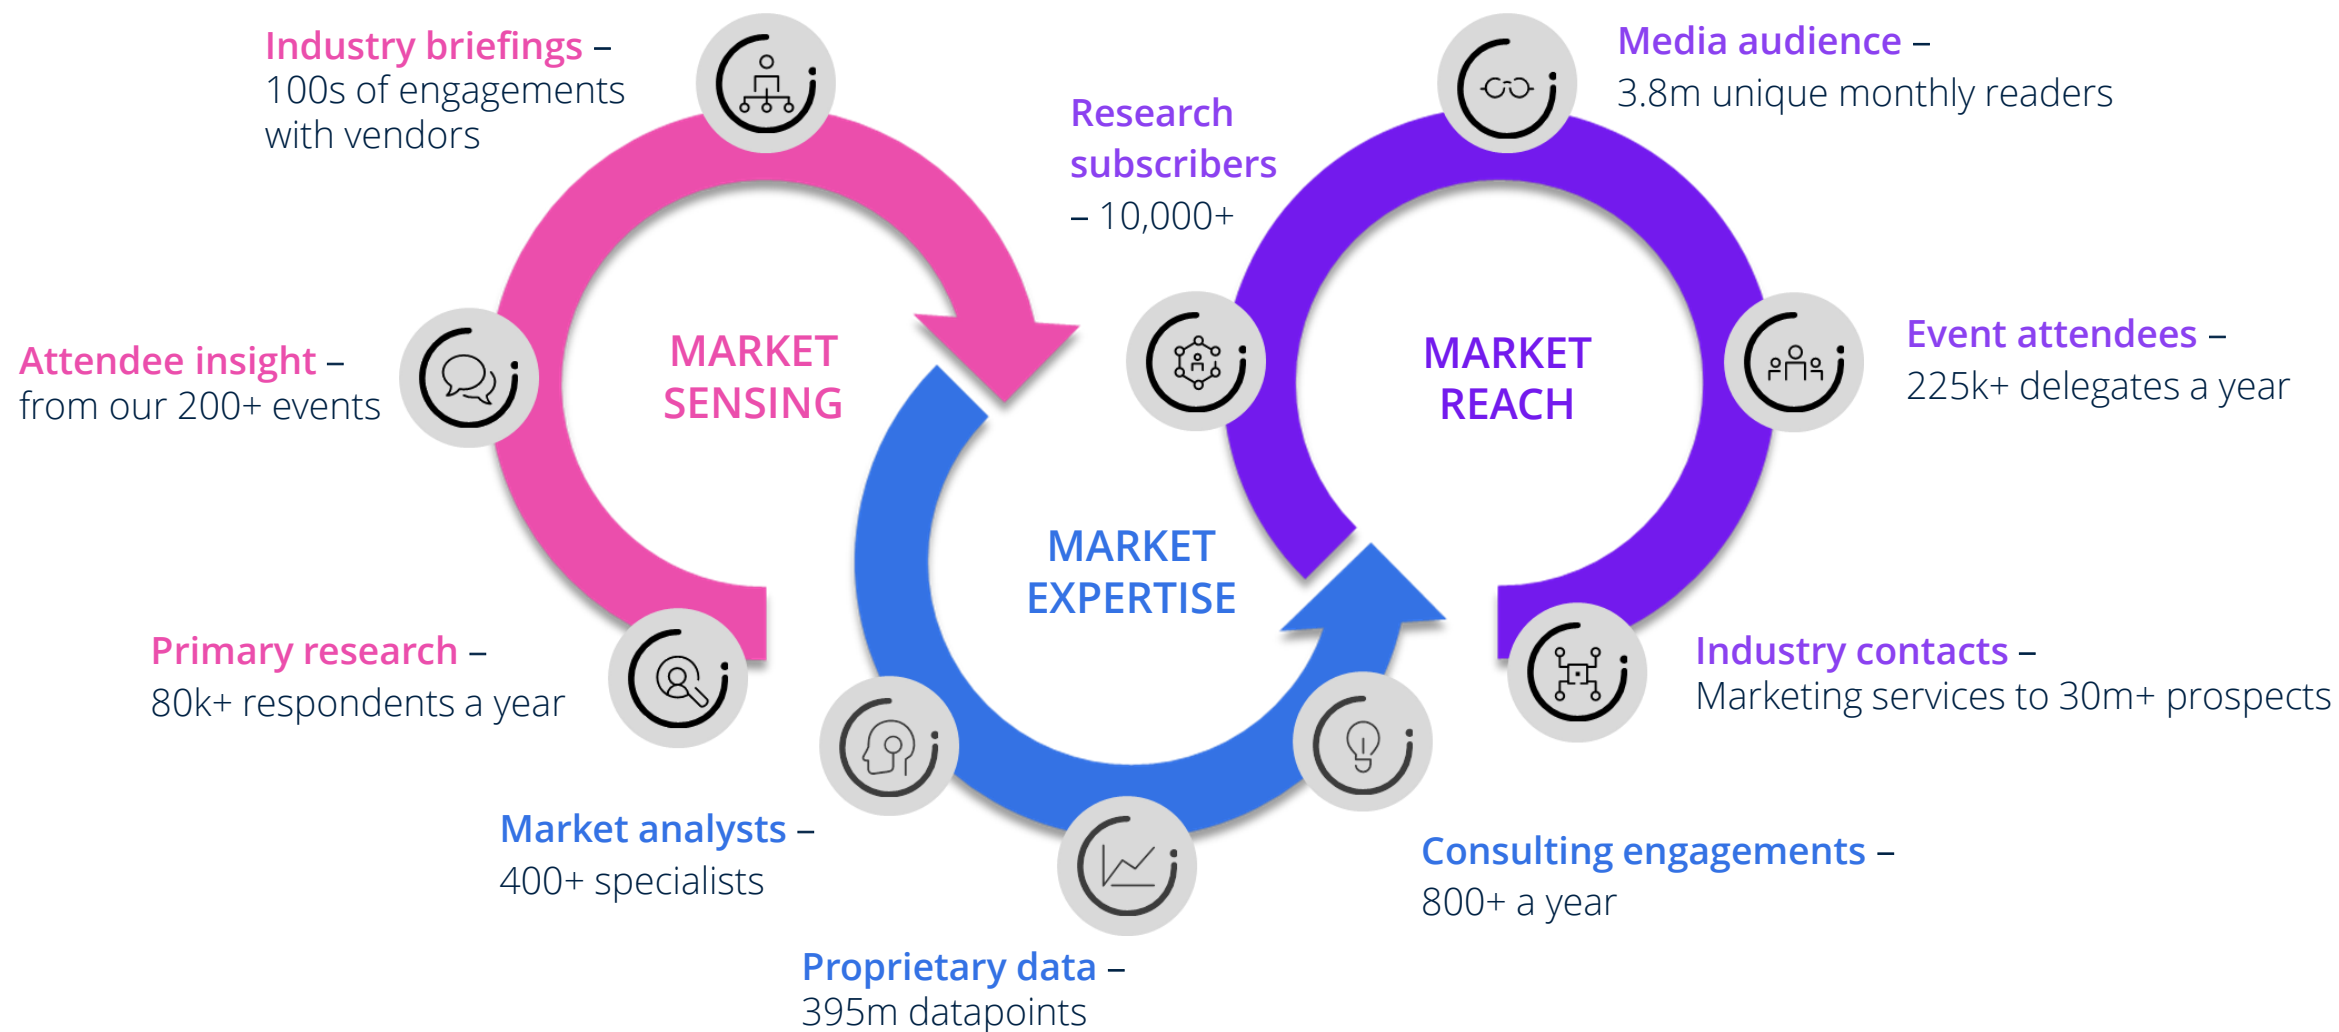 Industry briefings –
100s of engagements
with vendors
Attendee insight –
from our 200+ events
Primary research –
80k+ respondents a year
MARKET
SENSING
Market analysts –
400+ specialists
Proprietary data –
395m datapoints
Consulting engagements –
800+ a year
MARKET
EXPERTISE
Research
subscribers
– 10,000+
Media audience –
3.8m unique monthly readers
Event attendees –
225k+ delegates a year
Industry contacts –
Marketing services to 30m+ prospects
MARKET
REACH